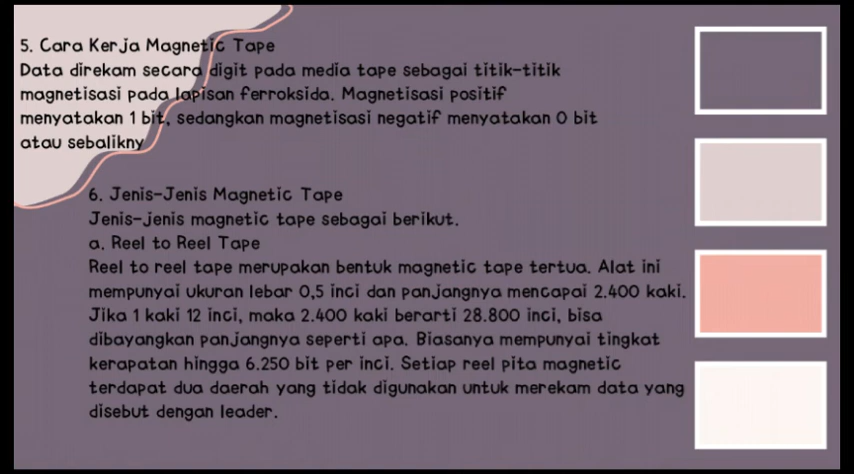 5. Cara Kerja Magnetic Tape
Data direkam secara digit pada media tape sebagai titik-titik
magnetisasi pada lapisan ferroksida. Magnetisasi positif
menyatakan 1 bit, sedangkan magnetisasi negatif menyatakan 0 bit
atau sebalikny
6. Jenis-Jenis Magnetic Tape
Jenis-jenis magnetic tape sebagai berikut.
a. Reel to Reel Tape
Reel to reel tape merupakan bentuk magnetic tape tertua. Alat ini
mempunyai ukuran lebar 0,5 inci dan panjangnya mencapai 2.400 kaki.
Jika 1 kaki 12 inci, maka 2.400 kaki berarti 28.800 inci, bisa
dibayangkan panjangnya seperti apa. Biasanya mempunyai tingkat
kerapatan hingga 6.250 bit per inci. Setiap reel pita magnetic
terdapat dua daerah yang tidak digunakan untuk merekam data yang
disebut dengan leader.